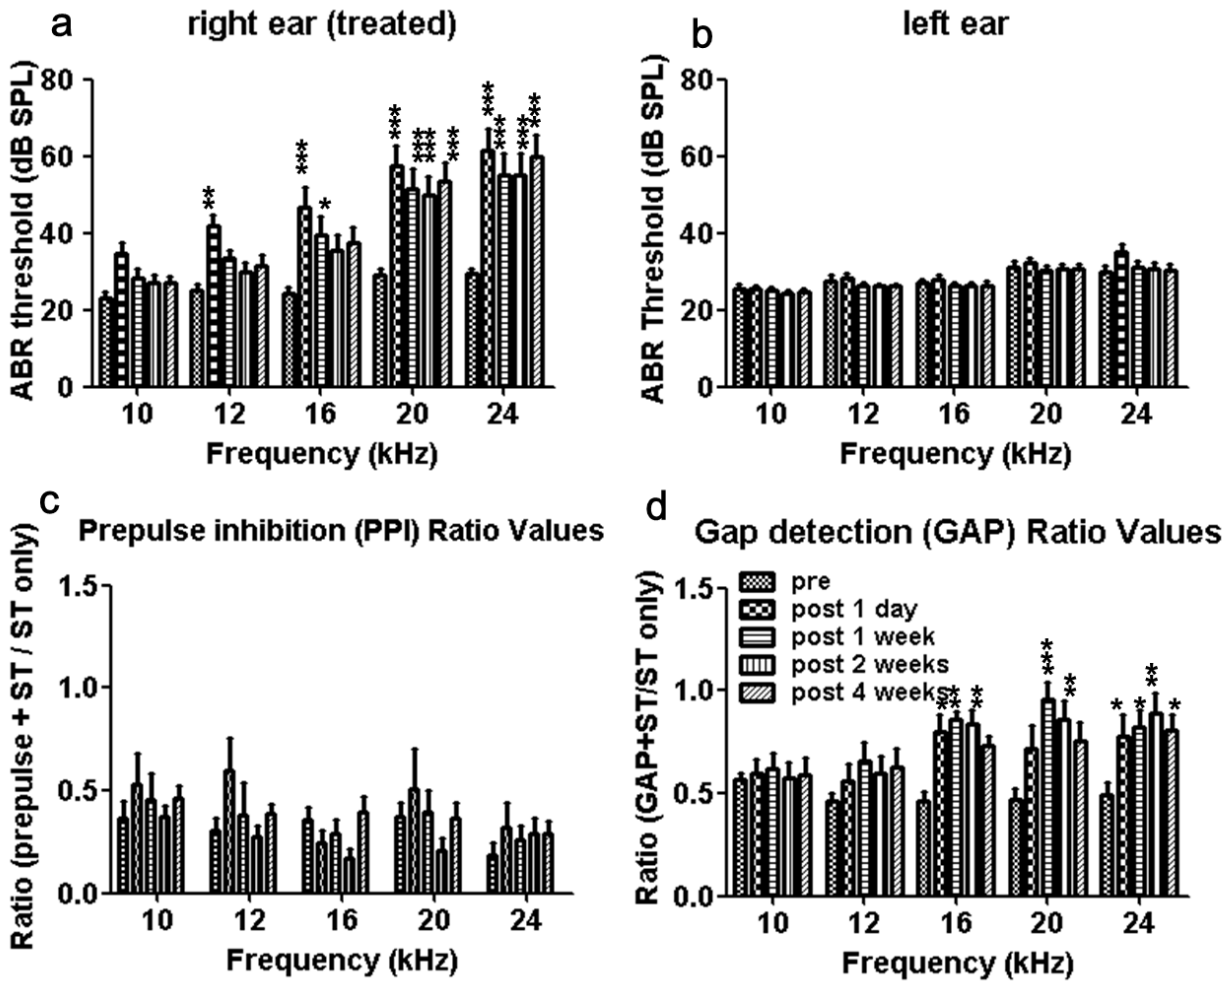 a
right ear (treated)
ABR threshold (dB SPL)
80
60
40
20
0
**
***
*
***
***
***
***
***
***
***
***
10 12 16 20 24
Frequency (kHz)
b
left ear
ABR Threshold (dB SPL)
80
60
40
20
0
10 12 16 20 24
Frequency (kHz)
c
Prepulse inhibition (PPI) Ratio Values
Ratio (prepulse + ST / ST only)
1.5
1.0
0.5
0.0
10 12 16 20 24
Frequency (kHz)
d
Gap detection (GAP) Ratio Values
Ratio (GAP+ST/ST only)
1.5
1.0
0.5
0.0
pre
post 1 day
post 1 week
post 2 weeks
post 4 weeks
*
**
**
***
**
*
*
**
*
10 12 16 20 24
Frequency (kHz)